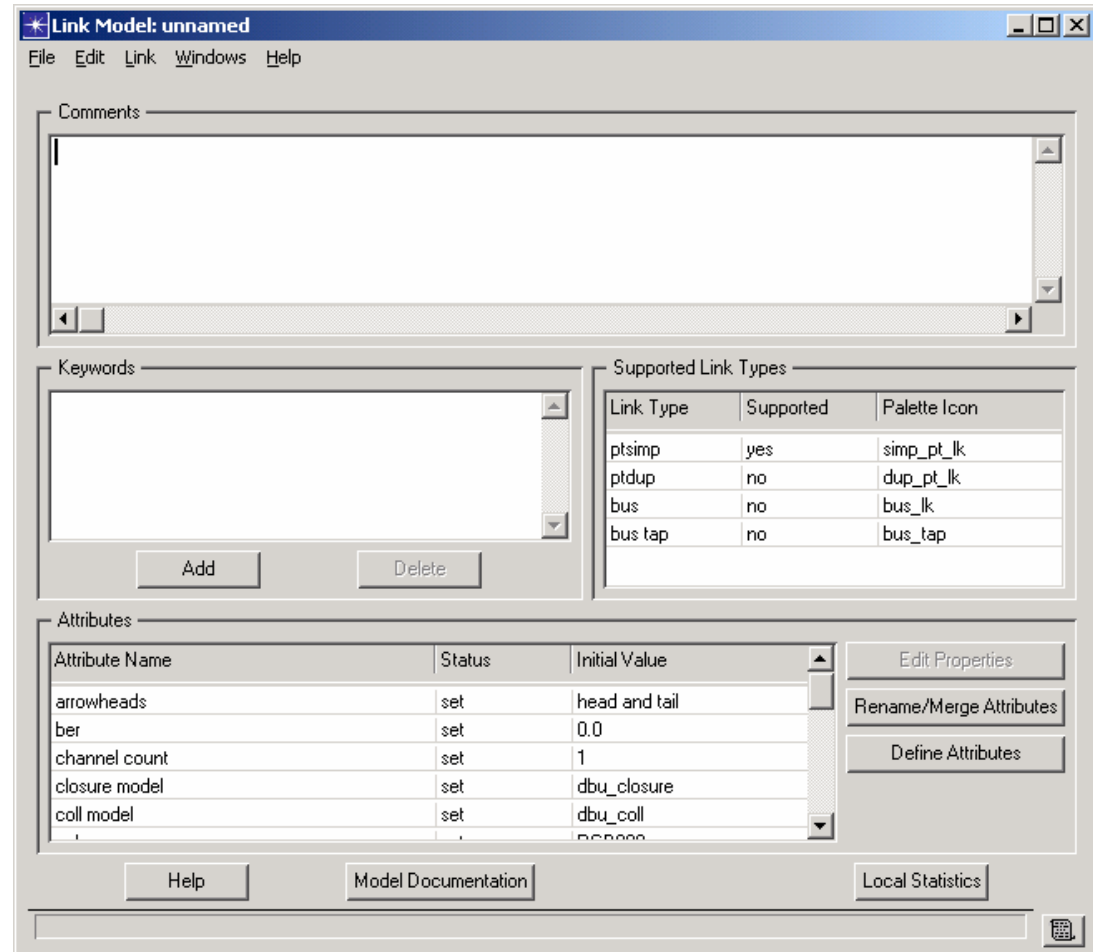 Link Model: unnamed
File Edit Link Windows Help
Comments
Keywords
Add Delete
Supported Link Types
Link Type Supported Palette Icon
ptsimp yes simp_pt_lk
ptdup no dup_pt_lk
bus no bus_lk
bus tap no bus_tap
Attributes
Attribute Name Status Initial Value
arrowheads set head and tail
ber set 0.0
channel count set 1
closure model set dbu_closure
coll model set dbu_coll
Edit Properties
Rename/Merge Attributes
Define Attributes
Help Model Documentation Local Statistics